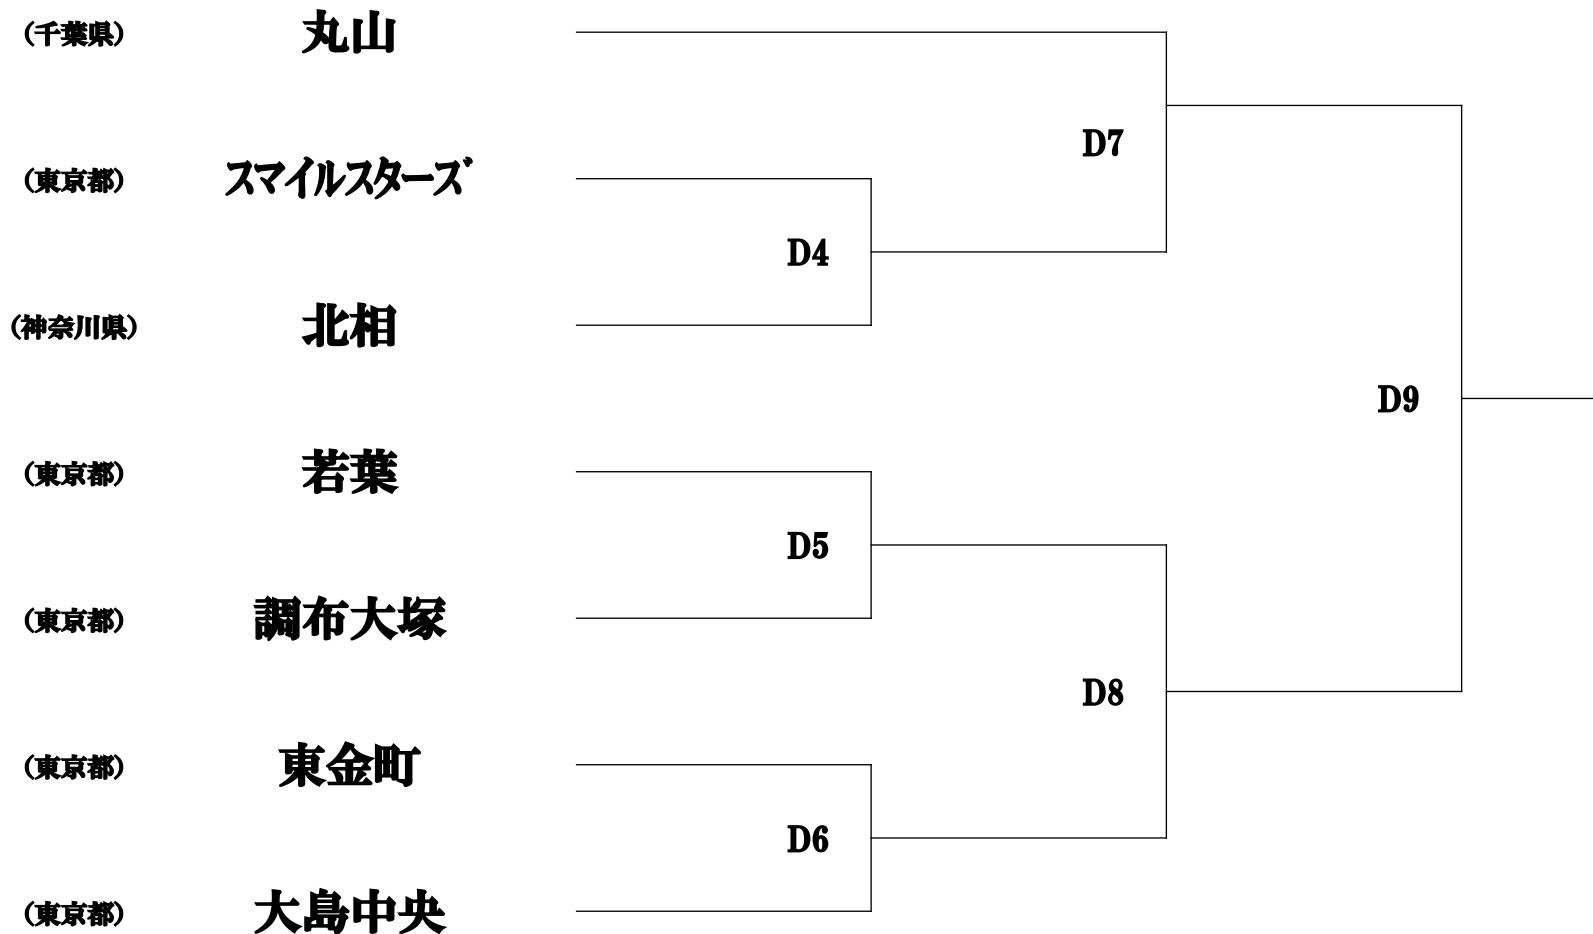 (千葉県) 丸山
D7
(東京都) スマイルスターズ
D4
(神奈川県) 北相
D9
(東京都) 若葉
D5
(東京都) 調布大塚
D8
(東京都) 東金町
D6
(東京都) 大島中央